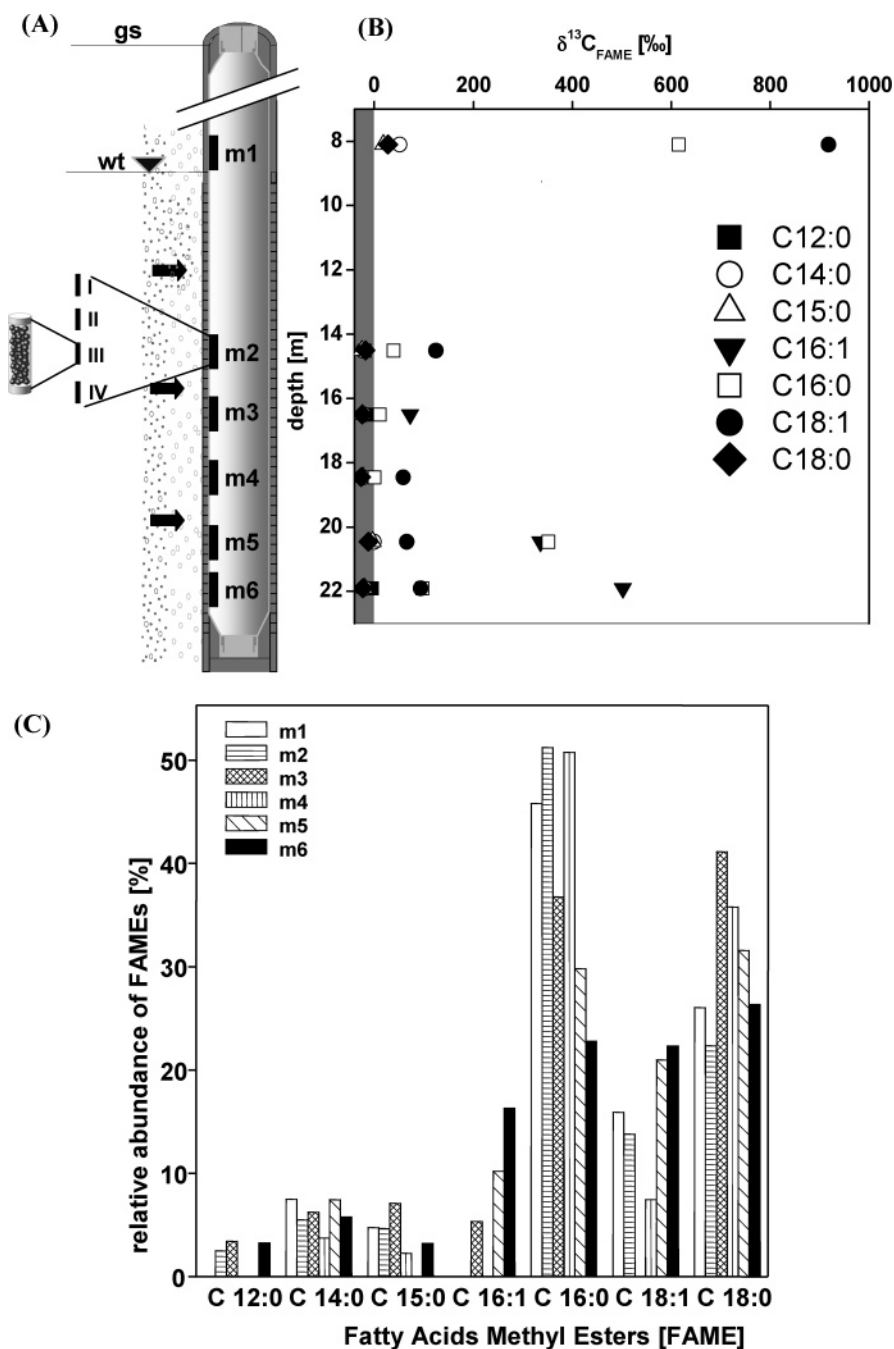 (A)
gs
wt
m1
I
II
III
IV
m2
m3
m4
m5
m6
(B)
δ¹³C_FAME [‰]
0 200 400 600 800 1000
depth [m]
8
10
12
14
16
18
20
22
C12:0
C14:0
C15:0
C16:1
C16:0
C18:1
C18:0
(C)
relative abundance of FAMEs [%]
50
40
30
20
10
0
m1
m2
m3
m4
m5
m6
C 12:0 C 14:0 C 15:0 C 16:1 C 16:0 C 18:1 C 18:0
Fatty Acids Methyl Esters [FAME]